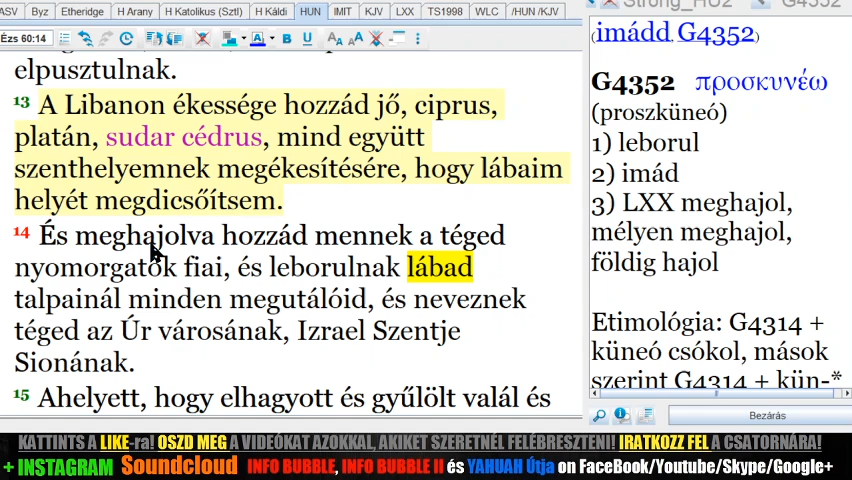 ASV Byz Etheridge H Arany H Katolikus (Sztl) H Káldi HUN IMIT KJV LXX TS1998 WLC /HUN /KJV
Strong_HU2 G4352
Ézs 60:14
(imádd, G4352)
elpusztulnak.
13 A Libanon ékessége hozzád jő, ciprus,
platán, sudar cédrus, mind együtt
szenthelyemnek megékesítésére, hogy lábaim
helyét megdicsőítsem.
14 És meghajolva hozzád mennek a téged
nyomorgatók fiai, és leborulnak lábad
talpainál minden megutálóid, és neveznek
téged az Úr városának, Izrael Szentje
Sionának.
15 Ahelyett, hogy elhagyott és gyűlölt valál és
G4352 προσκυνέω
(proszküneó)
1) leborul
2) imád
3) LXX meghajol,
mélyen meghajol,
földig hajol
Etimológia: G4314 +
küneó csókol, mások
szerint G4314 + kün-*
Bezárás
KATTINTS A LIKE-ra! OSZD MEG A VIDEÓKAT AZOKKAL, AKIKET SZERETNÉL FELÉBRESZTENI! IRATKOZZ FEL A CSATORNÁRA!
+ INSTAGRAM Soundcloud INFO BUBBLE, INFO BUBBLE II és YAHUAH Útja on FaceBook/Youtube/Skype/Google+